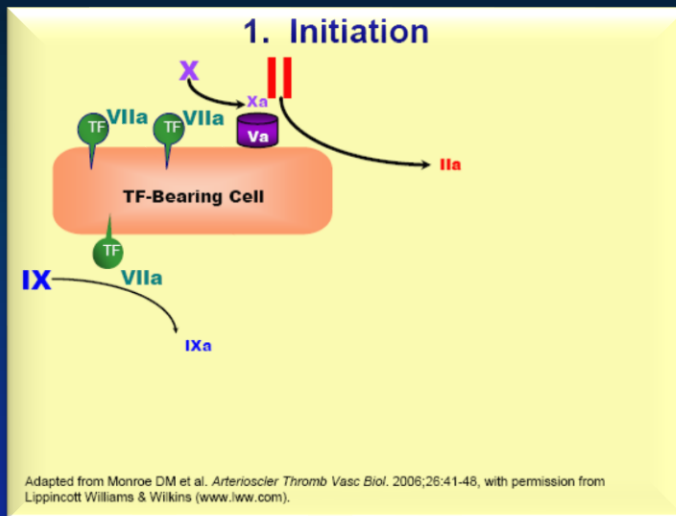 1. Initiation
X
II
Xa
TF VIIa TF VIIa
Va
IIa
TF-Bearing Cell
TF
VIIa
IX
IXa
Adapted from Monroe DM et al. Arterioscler Thromb Vasc Biol. 2006;26:41-48, with permission from
Lippincott Williams & Wilkins (www.lww.com).